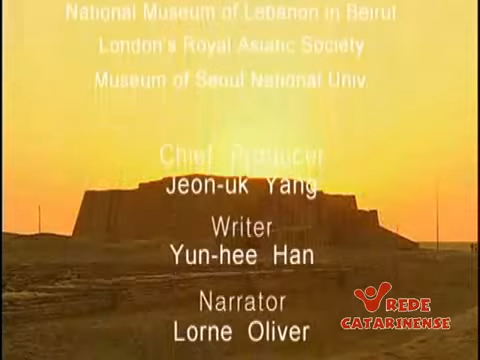 National Museum of Lebanon in Beirut
London's Royal Asiatic Society
Museum of Seoul National Univ.
Chief Producer
Jeon-uk Yang
Writer
Yun-hee Han
Narrator
Lorne Oliver
REDE
CATARINENSE